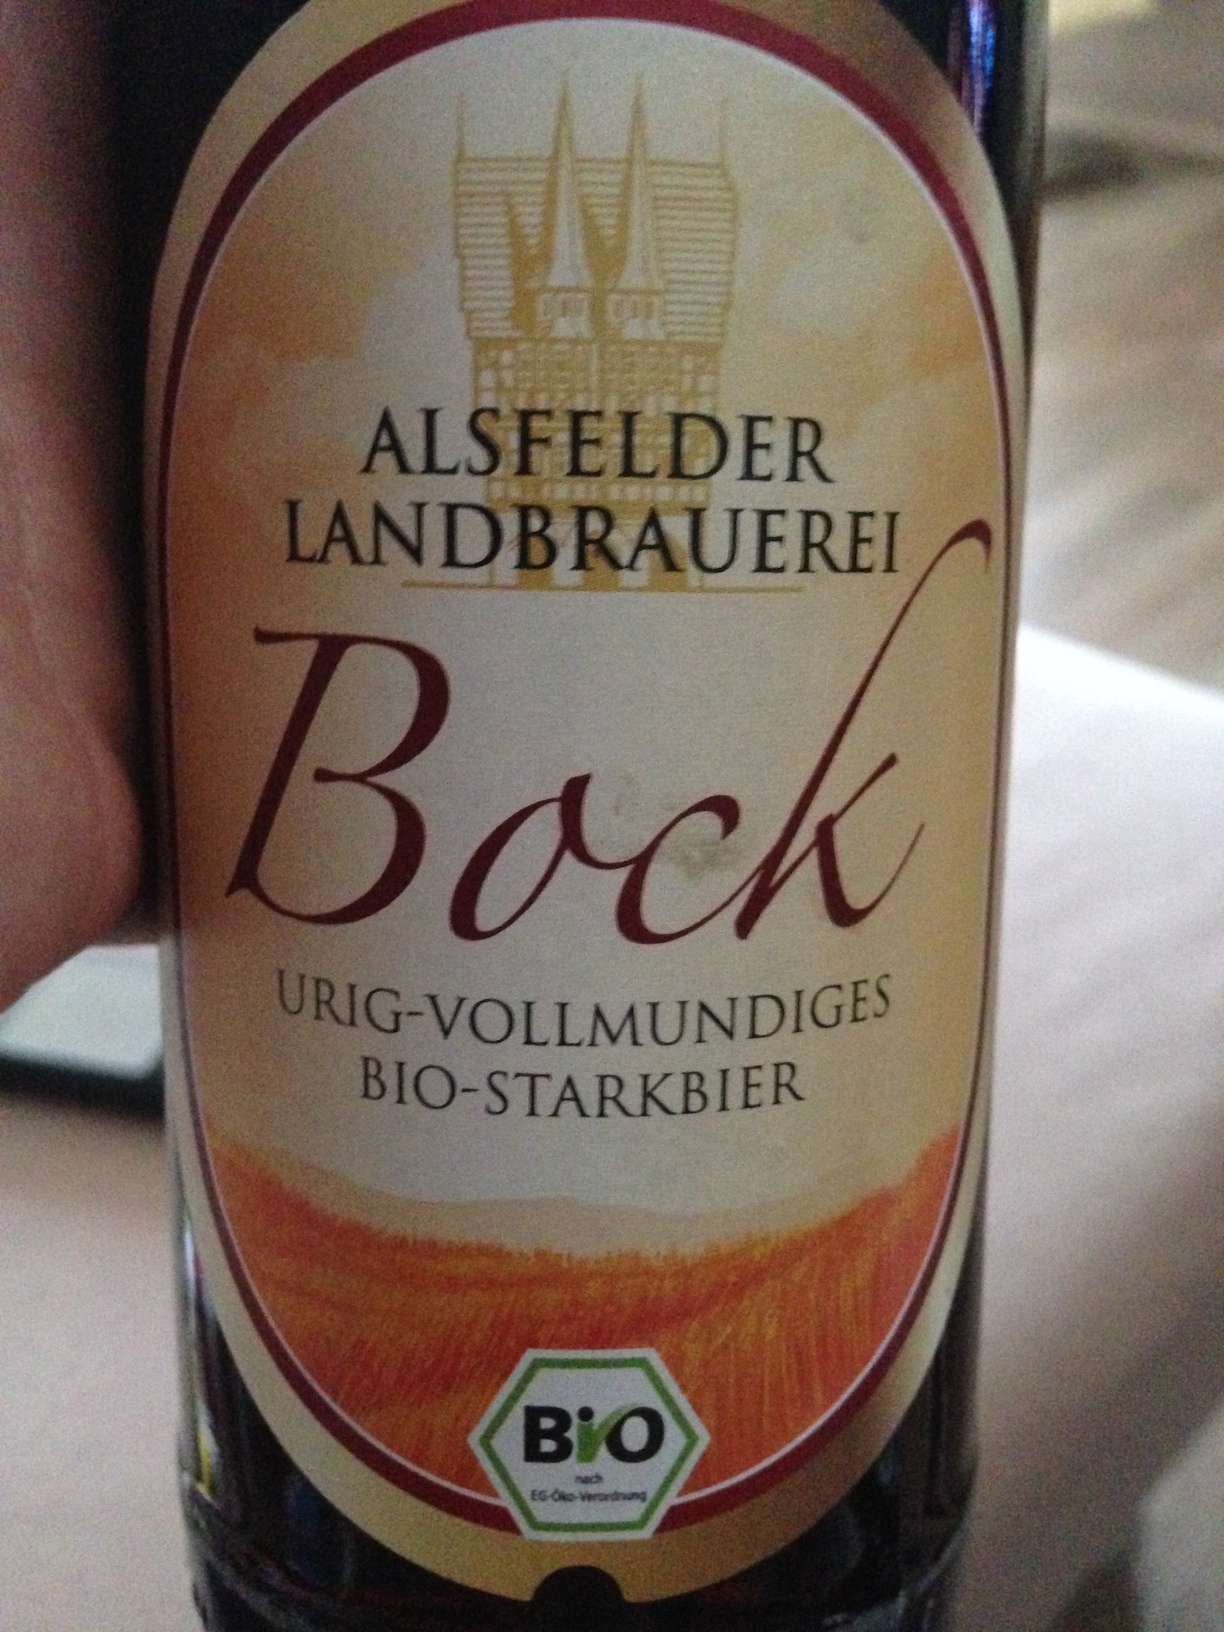 ALSFELDER
LANDBRAUEREI
Bock
URIG-VOLLMUNDIGES
BIO-STARKBIER
BiO
nach
EG-Öko-Verordnung